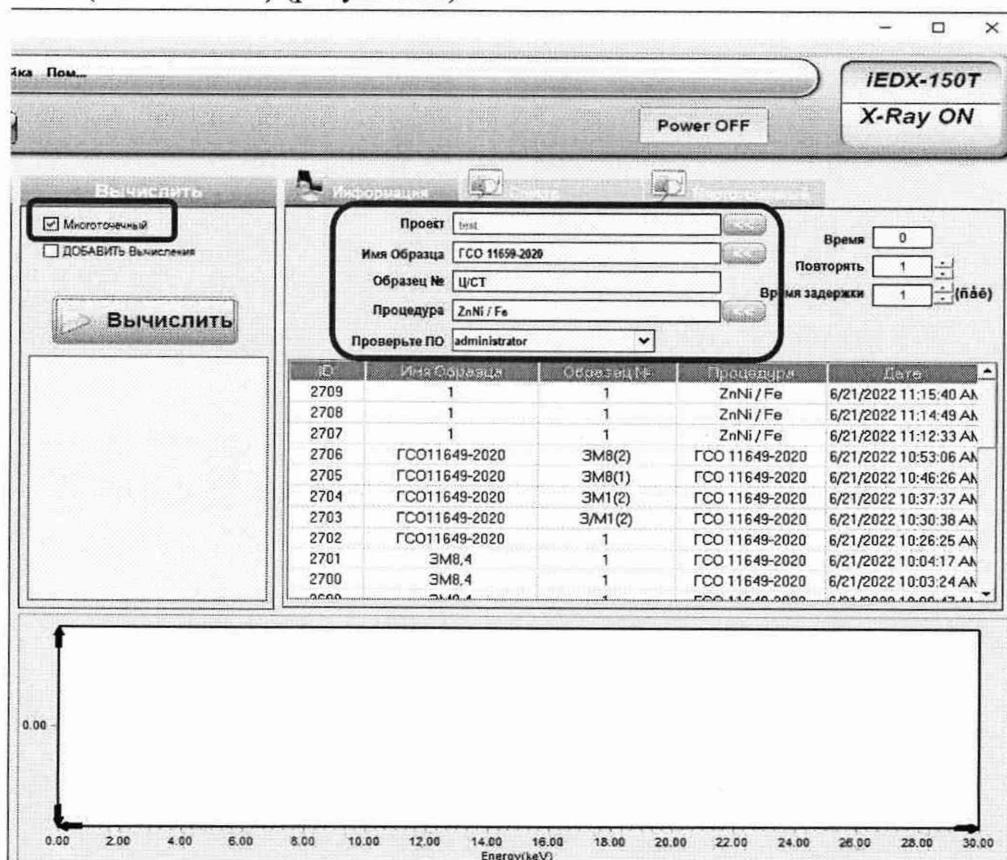 йка Пом...
iEDX-150T
X-Ray ON
Power OFF
Вычислить
Информация
Многоточечный
ДОБАВИТЬ Вычисления
Вычислить
Проект test <<
Имя Образца ГСО 11659-2020 <<
Образец № Ц/СТ
Процедура ZnNi / Fe <<
Проверьте ПО administrator
Время 0
Повторять 1
Время задержки 1 (ñåê)
ID Имя Образца Образец № Процедура Дате
2709 1 1 ZnNi / Fe 6/21/2022 11:15:40 AM
2708 1 1 ZnNi / Fe 6/21/2022 11:14:49 AM
2707 1 1 ZnNi / Fe 6/21/2022 11:12:33 AM
2706 ГСО11649-2020 ЗМ8(2) ГСО 11649-2020 6/21/2022 10:53:06 AM
2705 ГСО11649-2020 ЗМ8(1) ГСО 11649-2020 6/21/2022 10:46:26 AM
2704 ГСО11649-2020 ЗМ1(2) ГСО 11649-2020 6/21/2022 10:37:37 AM
2703 ГСО11649-2020 З/М1(2) ГСО 11649-2020 6/21/2022 10:30:38 AM
2702 ГСО11649-2020 1 ГСО 11649-2020 6/21/2022 10:26:25 AM
2701 ЗМ8,4 1 ГСО 11649-2020 6/21/2022 10:04:17 AM
2700 ЗМ8,4 1 ГСО 11649-2020 6/21/2022 10:03:24 AM
0.00
0.00 2.00 4.00 6.00 8.00 10.00 12.00 14.00 16.00 18.00 20.00 22.00 24.00 26.00 28.00 30.00
Energy(keV)